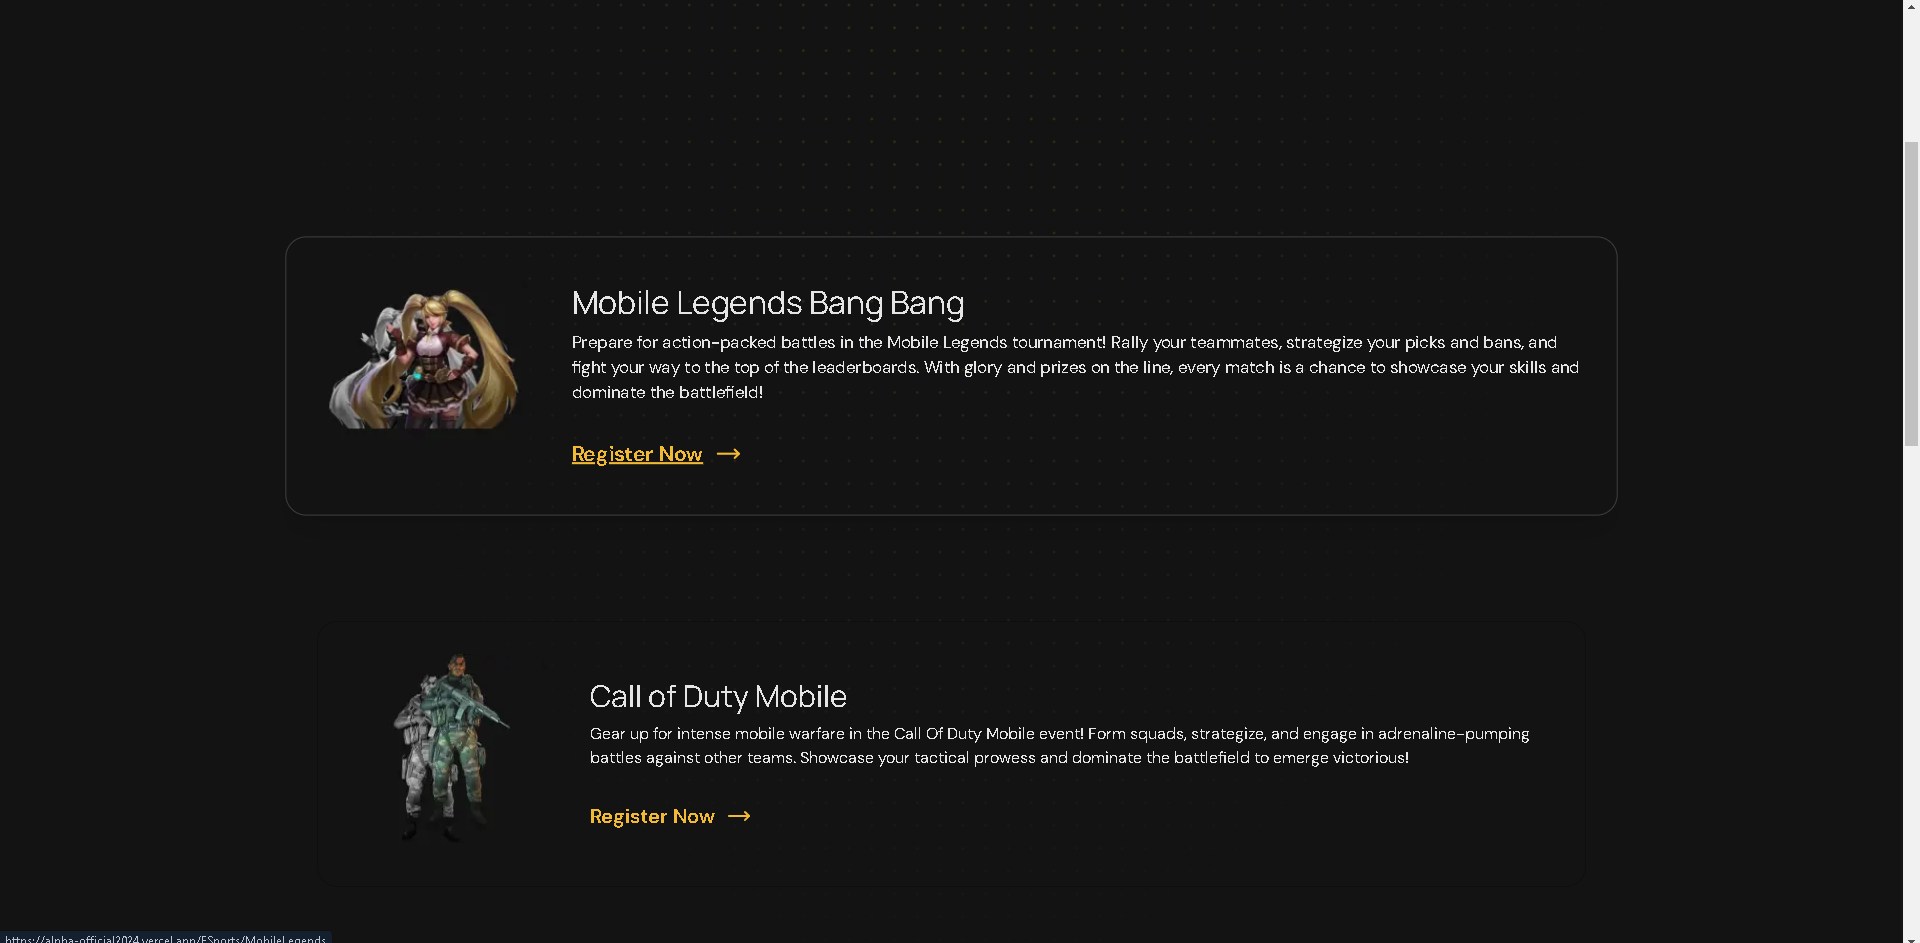 Mobile Legends Bang Bang
Prepare for action-packed battles in the Mobile Legends tournament! Rally your teammates, strategize your picks and bans, and
fight your way to the top of the leaderboards. With glory and prizes on the line, every match is a chance to showcase your skills and
dominate the battlefield!
Register Now
Call of Duty Mobile
Gear up for intense mobile warfare in the Call Of Duty Mobile event! Form squads, strategize, and engage in adrenaline-pumping
battles against other teams. Showcase your tactical prowess and dominate the battlefield to emerge victorious!
Register Now
https://alpha-official2024.vercel.app/ESports/MobileLegends